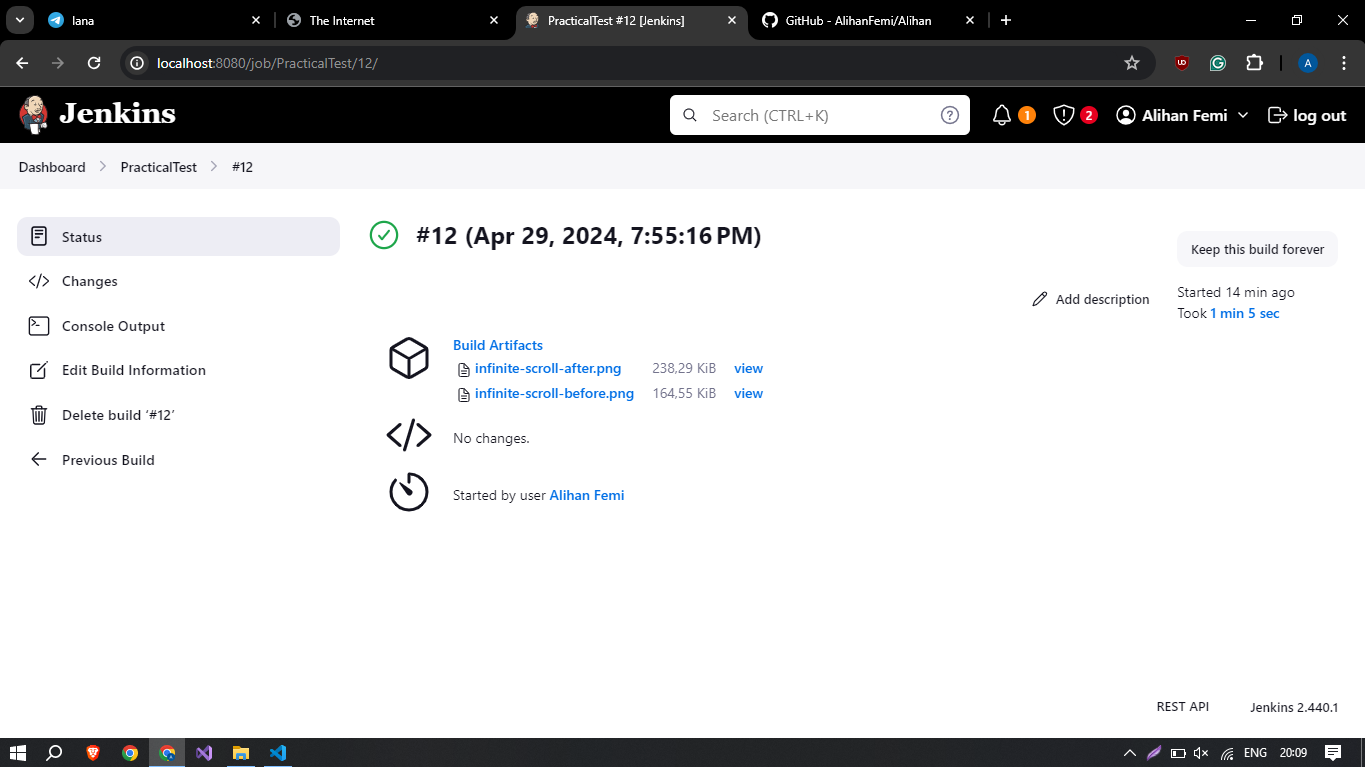 lana
The Internet
PracticalTest #12 [Jenkins]
GitHub - AlihanFemi/Alihan
localhost:8080/job/PracticalTest/12/
UD
A
Jenkins
Search (CTRL+K)
?
1
2
Alihan Femi
log out
Dashboard
PracticalTest
#12
Status
Changes
Console Output
Edit Build Information
Delete build ‘#12’
Previous Build
#12 (Apr 29, 2024, 7:55:16 PM)
Keep this build forever
Add description
Started 14 min ago
Took 1 min 5 sec
Build Artifacts
infinite-scroll-after.png 238,29 KiB view
infinite-scroll-before.png 164,55 KiB view
No changes.
Started by user Alihan Femi
REST API
Jenkins 2.440.1
ENG
20:09